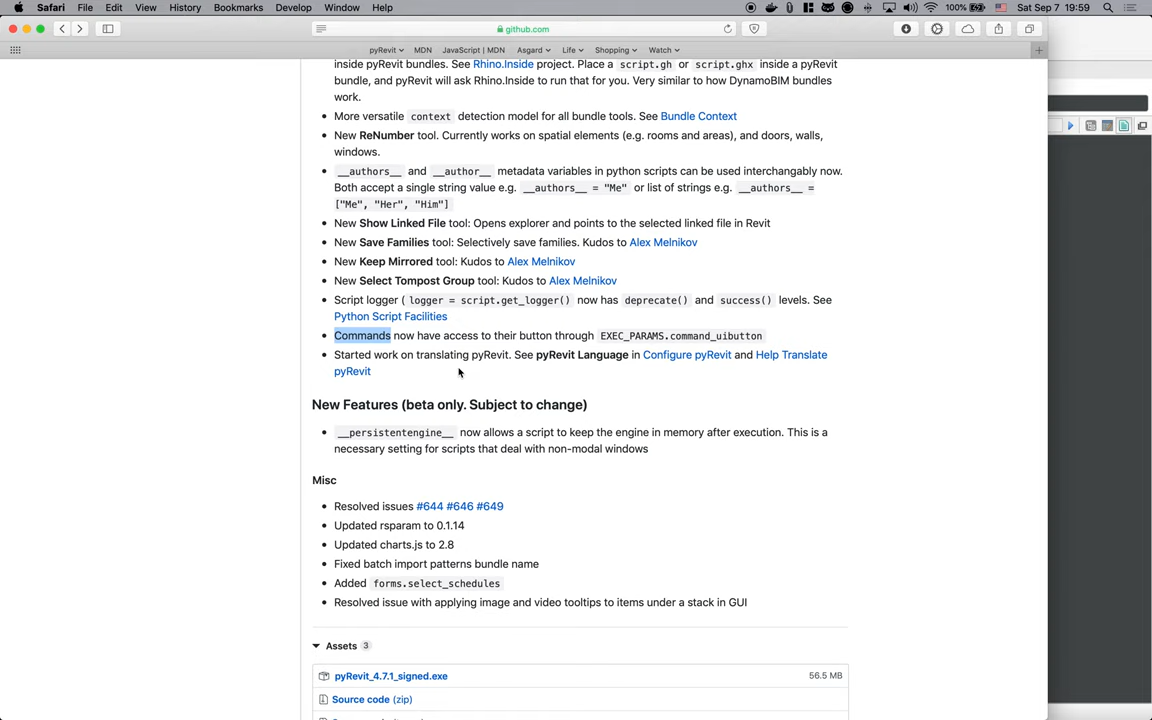 Safari File Edit View History Bookmarks Develop Window Help
100% Sat Sep 7 19:59
github.com
pyRevit MDN JavaScript | MDN Asgard Life Shopping Watch
inside pyRevit bundles. See Rhino.Inside project. Place a script.gh or script.ghx inside a pyRevit
bundle, and pyRevit will ask Rhino.Inside to run that for you. Very similar to how DynamoBIM bundles
work.
• More versatile context detection model for all bundle tools. See Bundle Context
• New ReNumber tool. Currently works on spatial elements (e.g. rooms and areas), and doors, walls,
windows.
• __authors__ and __author__ metadata variables in python scripts can be used interchangably now.
Both accept a single string value e.g. __authors__ = "Me" or list of strings e.g. __authors__ =
["Me", "Her", "Him"]
• New Show Linked File tool: Opens explorer and points to the selected linked file in Revit
• New Save Families tool: Selectively save families. Kudos to Alex Melnikov
• New Keep Mirrored tool: Kudos to Alex Melnikov
• New Select Tompost Group tool: Kudos to Alex Melnikov
• Script logger ( logger = script.get_logger() now has deprecate() and success() levels. See
Python Script Facilities
• Commands now have access to their button through EXEC_PARAMS.command_uibutton
• Started work on translating pyRevit. See pyRevit Language in Configure pyRevit and Help Translate
pyRevit
New Features (beta only. Subject to change)
• __persistentengine__ now allows a script to keep the engine in memory after execution. This is a
necessary setting for scripts that deal with non-modal windows
Misc
• Resolved issues #644 #646 #649
• Updated rsparam to 0.1.14
• Updated charts.js to 2.8
• Fixed batch import patterns bundle name
• Added forms.select_schedules
• Resolved issue with applying image and video tooltips to items under a stack in GUI
Assets 3
pyRevit_4.7.1_signed.exe 56.5 MB
Source code (zip)